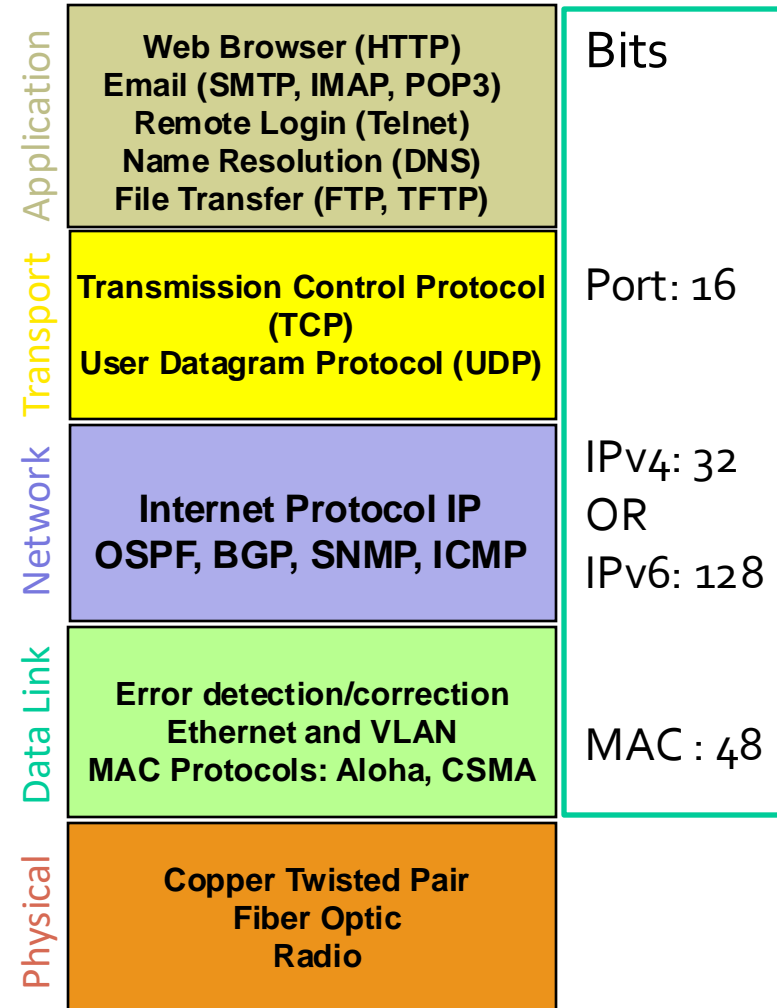 Application
Web Browser (HTTP)
Email (SMTP, IMAP, POP3)
Remote Login (Telnet)
Name Resolution (DNS)
File Transfer (FTP, TFTP)
Bits
Transport
Transmission Control Protocol
(TCP)
User Datagram Protocol (UDP)
Port: 16
Network
Internet Protocol IP
OSPF, BGP, SNMP, ICMP
IPv4: 32
OR
IPv6: 128
Data Link
Error detection/correction
Ethernet and VLAN
MAC Protocols: Aloha, CSMA
MAC : 48
Physical
Copper Twisted Pair
Fiber Optic
Radio